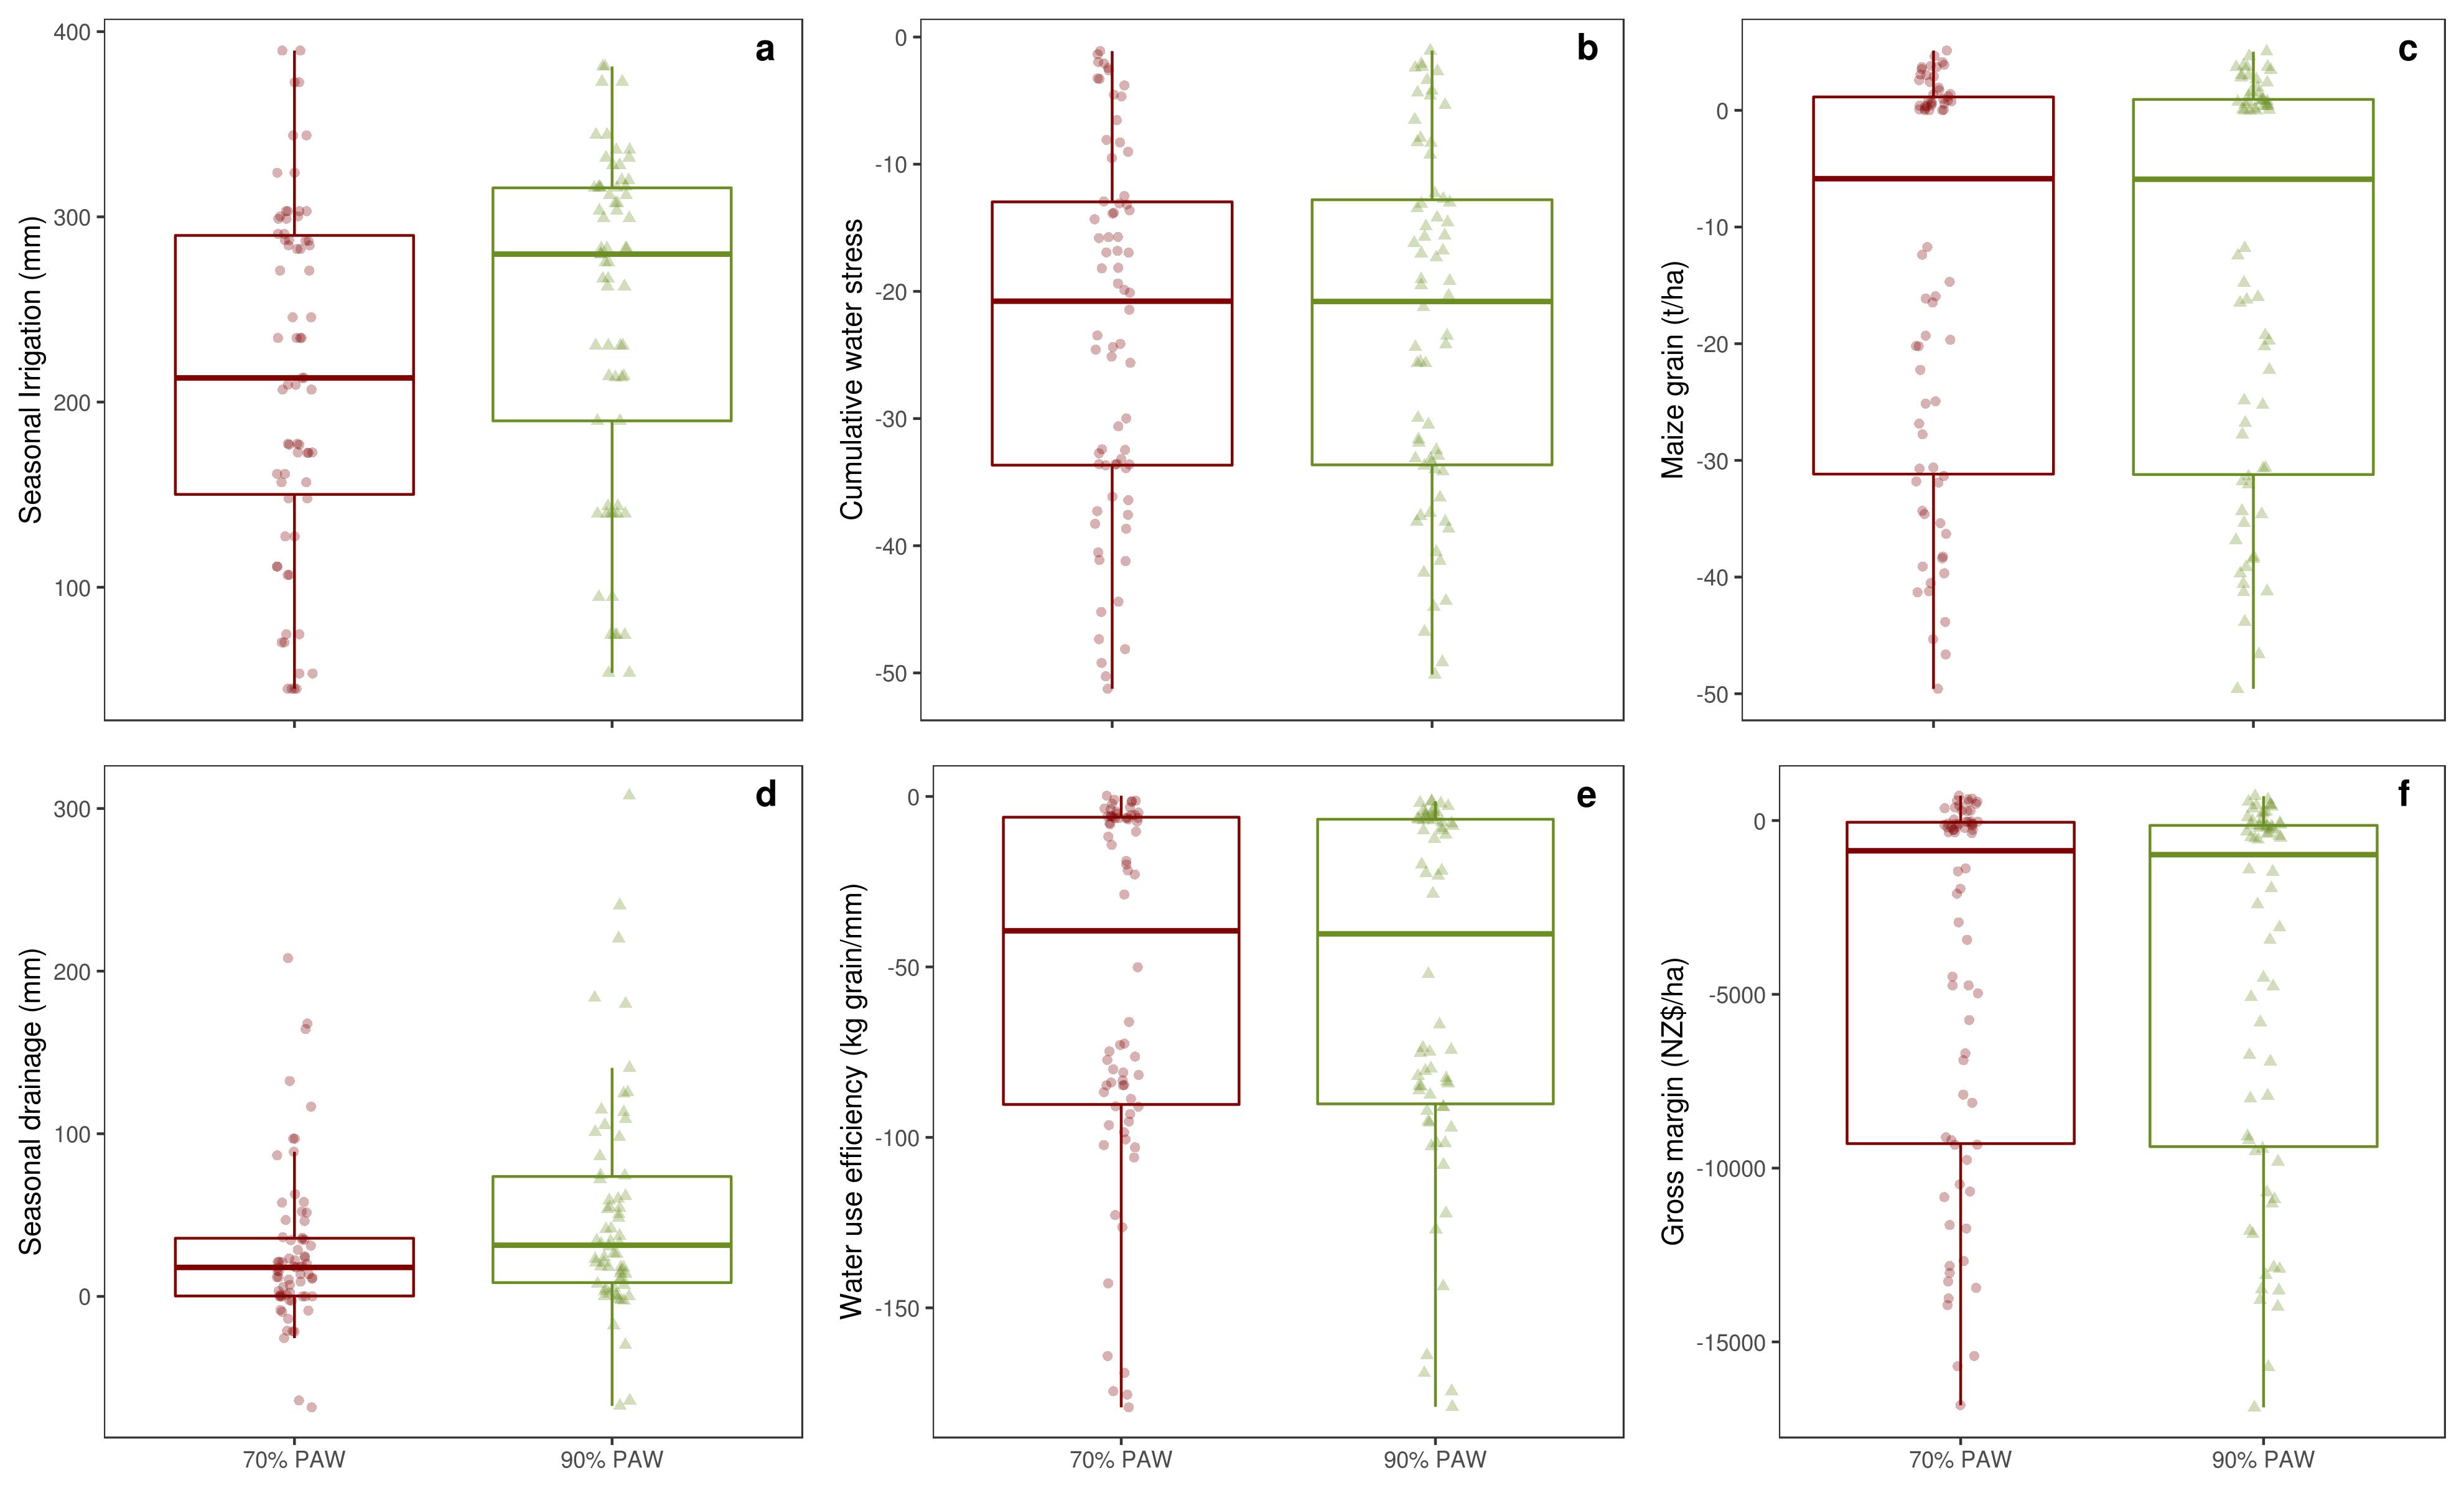 a
400
300
200
100
Seasonal Irrigation (mm)
b
0
-10
-20
-30
-40
-50
Cumulative water stress
c
0
-10
-20
-30
-40
-50
Maize grain (t/ha)
d
300
200
100
0
Seasonal drainage (mm)
70% PAW
90% PAW
e
0
-50
-100
-150
Water use efficiency (kg grain/mm)
70% PAW
90% PAW
f
0
-5000
-10000
-15000
Gross margin (NZ$/ha)
70% PAW
90% PAW